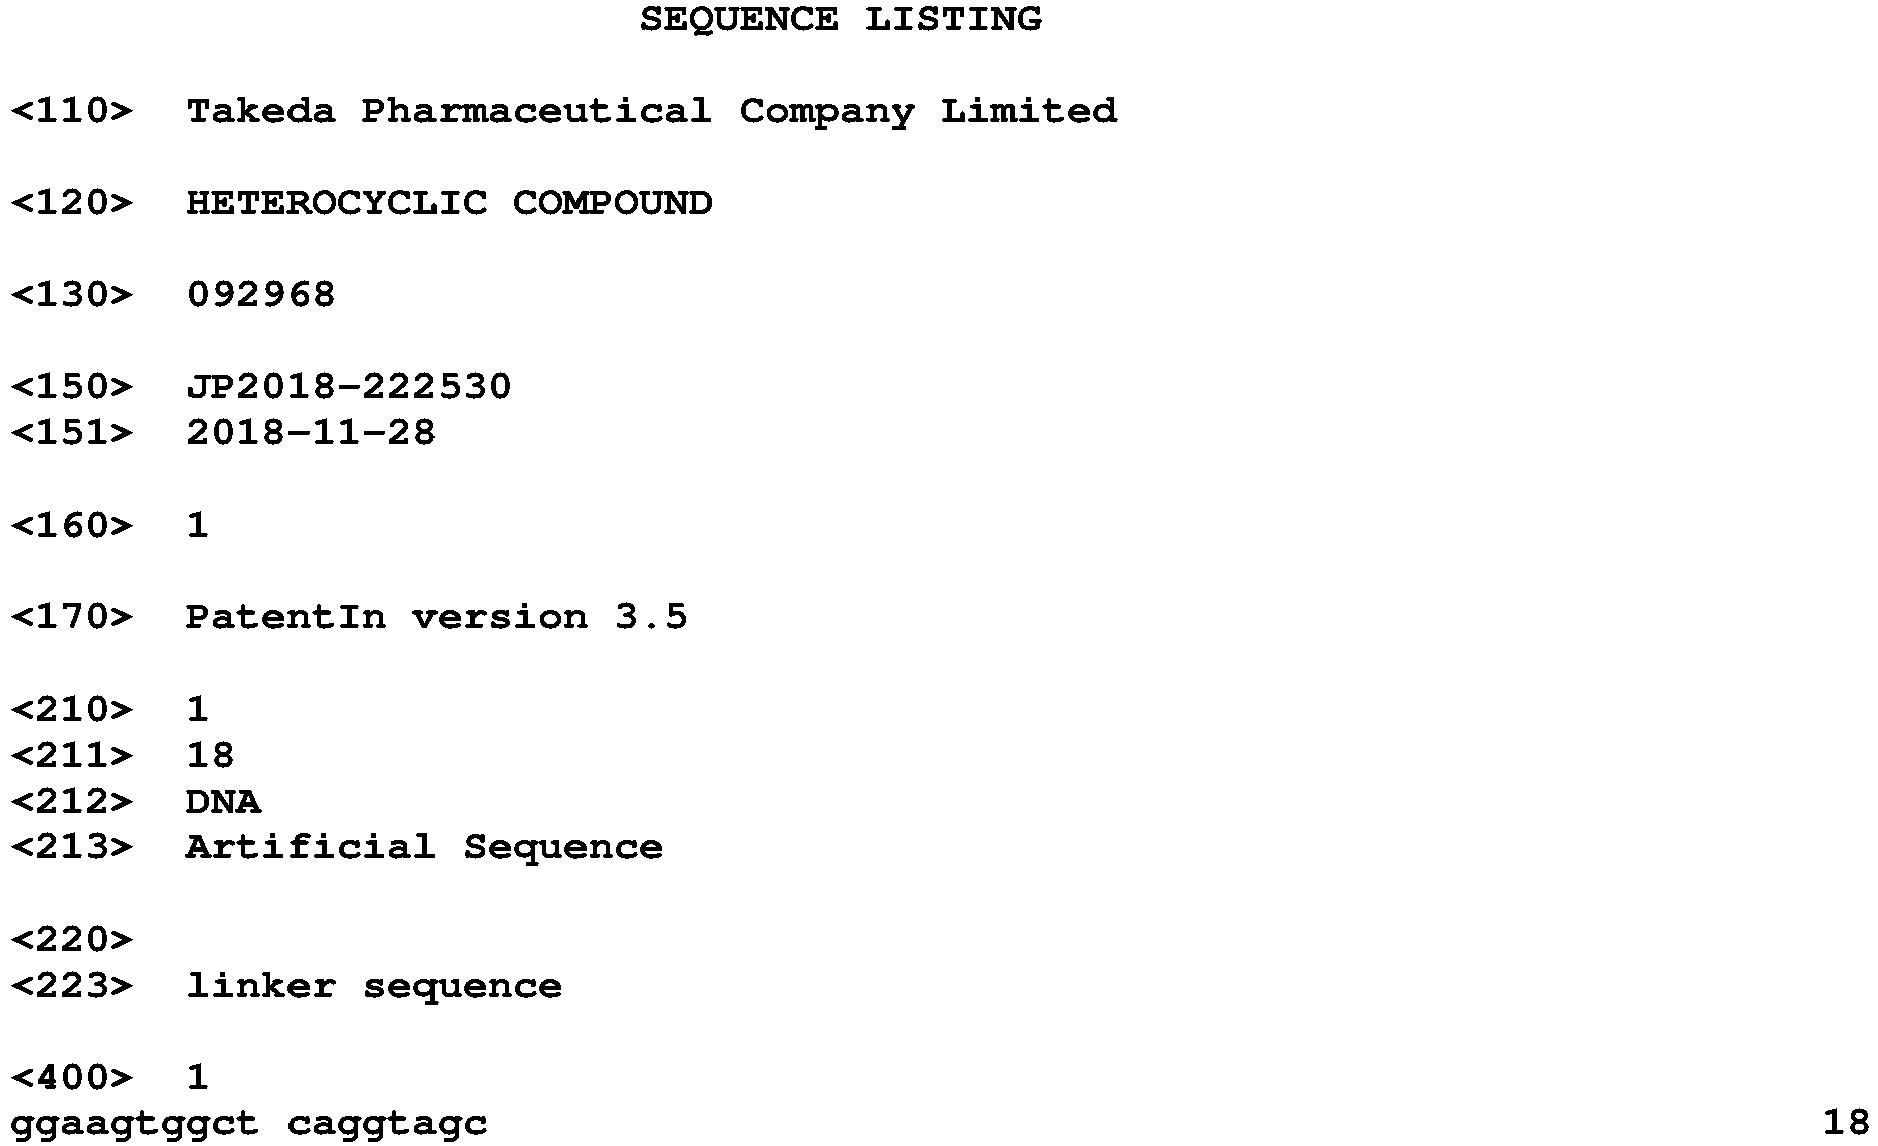 SEQUENCE LISTING
<110> Takeda Pharmaceutical Company Limited
<120> HETEROCYCLIC COMPOUND
<130> 092968
<150> JP2018-222530
<151> 2018-11-28
<160> 1
<170> PatentIn version 3.5
<210> 1
<211> 18
<212> DNA
<213> Artificial Sequence
<220>
<223> linker sequence
<400> 1
ggaagtggct caggtagc 18